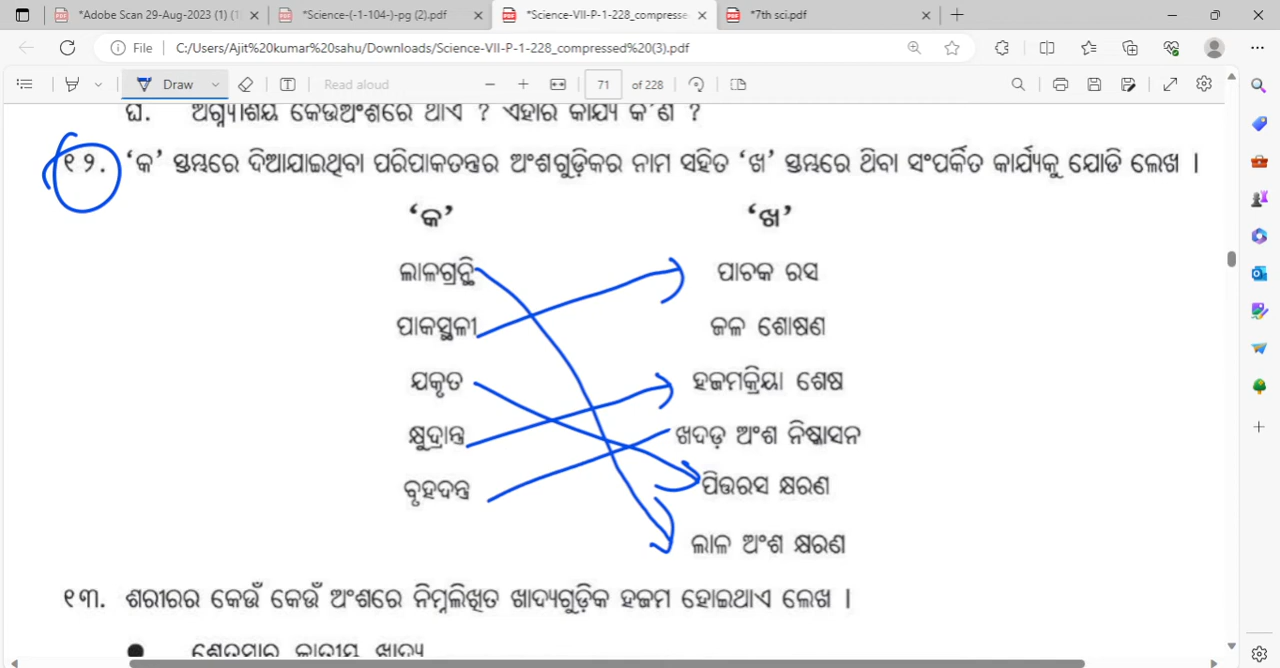 *Adobe Scan 29-Aug-2023 (1) (1
*Science-(-1-104-)-pg (2).pdf
*Science-VII-P-1-228_compresse
*7th sci.pdf
File C:/Users/Ajit%20kumar%20sahu/Downloads/Science-VII-P-1-228_compressed%20(3).pdf
Draw Read aloud 71 of 228
ଘ. ଅଗ୍ନ୍ୟାଶୟ କେଉଁଅଂଶରେ ଥାଏ ? ଏହାର କାର୍ଯ୍ୟ କ'ଣ ?
୧୨. ‘କ’ ସ୍ତମ୍ଭରେ ଦିଆଯାଇଥିବା ପରିପାକତନ୍ତ୍ରର ଅଂଶଗୁଡ଼ିକର ନାମ ସହିତ ‘ଖ’ ସ୍ତମ୍ଭରେ ଥିବା ସଂପର୍କିତ କାର୍ଯ୍ୟକୁ ଯୋଡି ଲେଖ ।
‘କ’ ‘ଖ’
ଲାଳଗ୍ରନ୍ଥି ପାଚକ ରସ
ପାକସ୍ଥଳୀ ଜଳ ଶୋଷଣ
ଯକୃତ ହଜମକ୍ରିୟା ଶେଷ
କ୍ଷୁଦ୍ରାନ୍ତ୍ର ଖଦଡ଼ ଅଂଶ ନିଷ୍କାସନ
ବୃହଦନ୍ତ୍ର ପିତ୍ତରସ କ୍ଷରଣ
ଲାଳ ଅଂଶ କ୍ଷରଣ
୧୩. ଶରୀରର କେଉଁ କେଉଁ ଅଂଶରେ ନିମ୍ନଲିଖିତ ଖାଦ୍ୟଗୁଡ଼ିକ ହଜମ ହୋଇଥାଏ ଲେଖ ।
● ଶ୍ୱେତସାର ଜାତୀୟ ଖାଦ୍ୟ